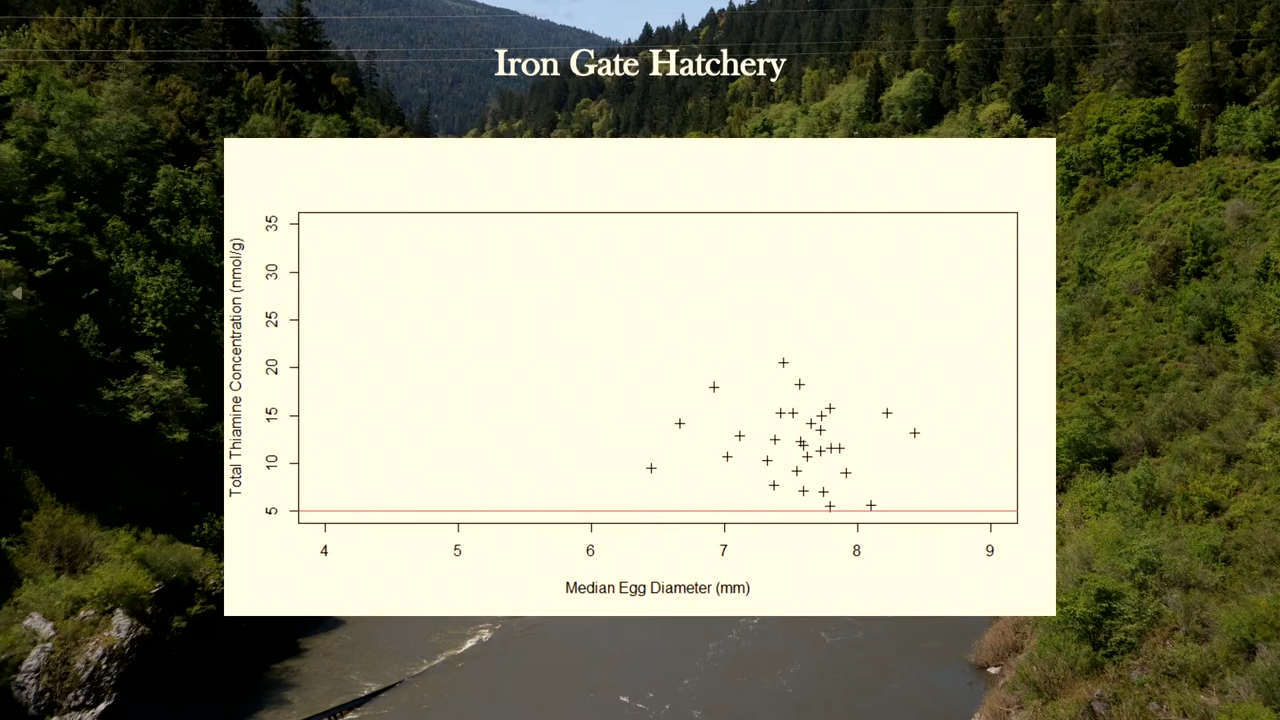 Iron Gate Hatchery
Total Thiamine Concentration (nmol/g)
35
30
25
20
15
10
5
4 5 6 7 8 9
Median Egg Diameter (mm)